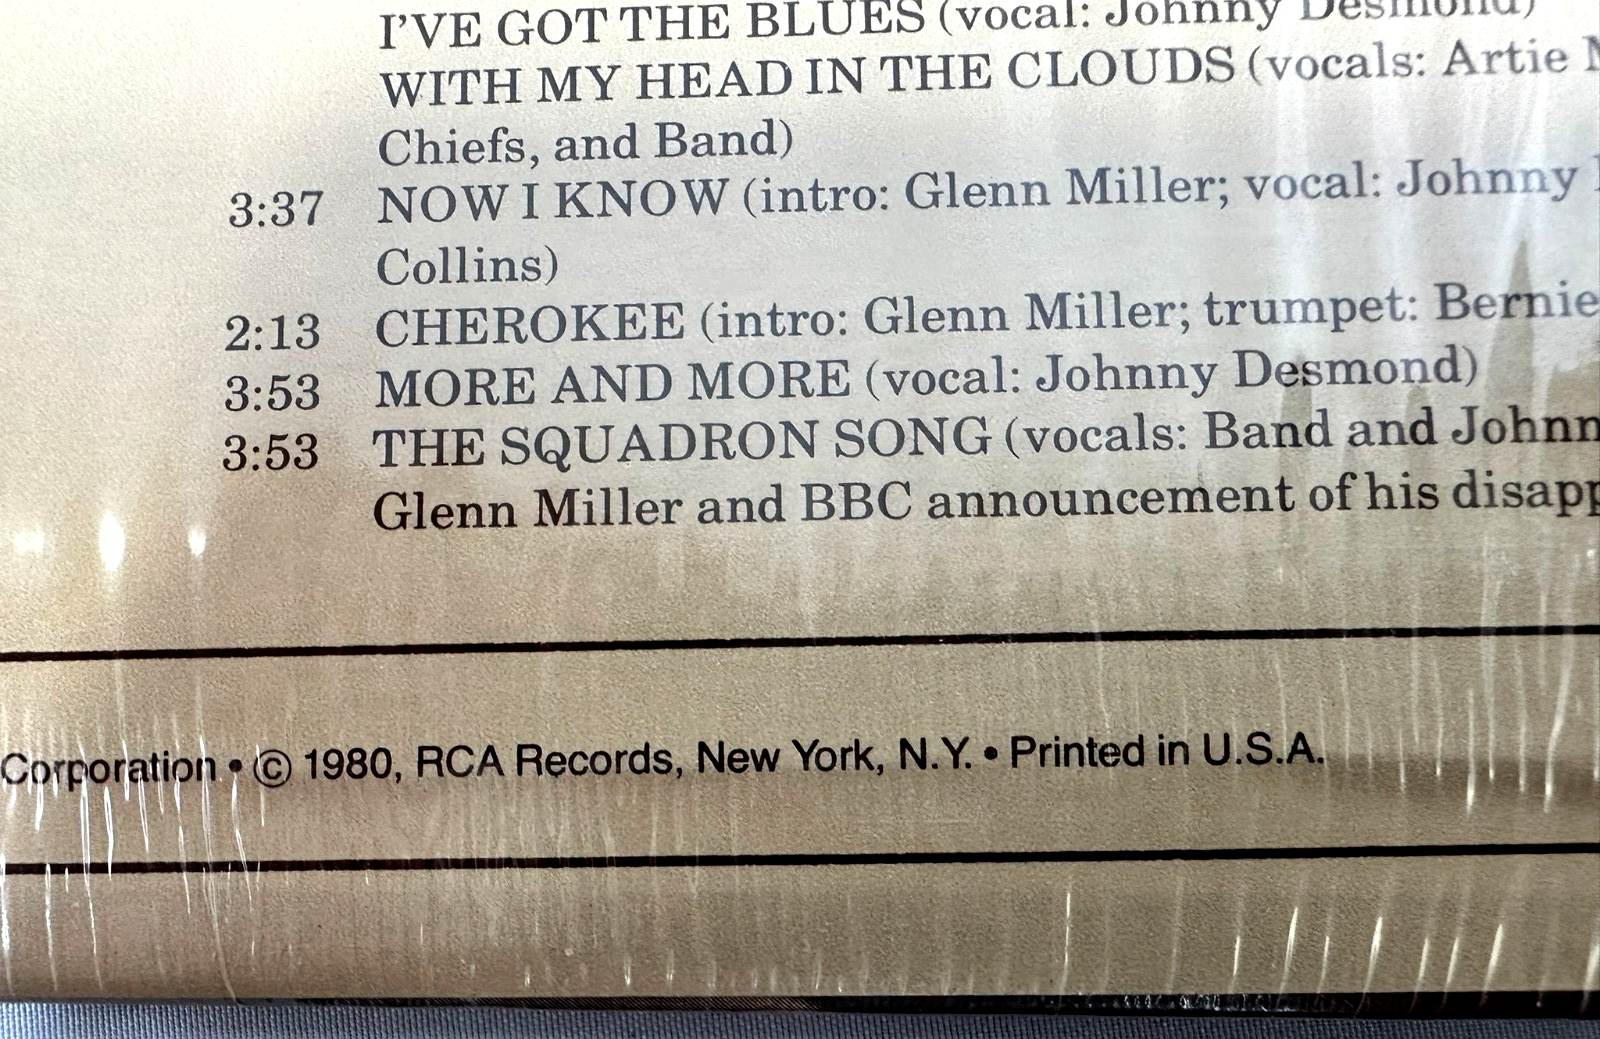 I'VE GOT THE BLUES (vocal: Johnny Desmond)
WITH MY HEAD IN THE CLOUDS (vocals: Artie
Chiefs, and Band)
3:37 NOW I KNOW (intro: Glenn Miller; vocal: Johnny
Collins)
2:13 CHEROKEE (intro: Glenn Miller; trumpet: Bernie
3:53 MORE AND MORE (vocal: Johnny Desmond)
3:53 THE SQUADRON SONG (vocals: Band and Johnn
Glenn Miller and BBC announcement of his disapp
Corporation • © 1980, RCA Records, New York, N.Y. • Printed in U.S.A.